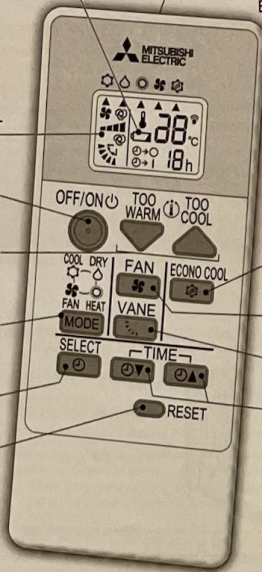 MITSUBISHI
ELECTRIC
28°C
18h
OFF/ON
TOO WARM
i
TOO COOL
COOL DRY
FAN HEAT
MODE
FAN
ECONO COOL
VANE
SELECT
TIME
RESET